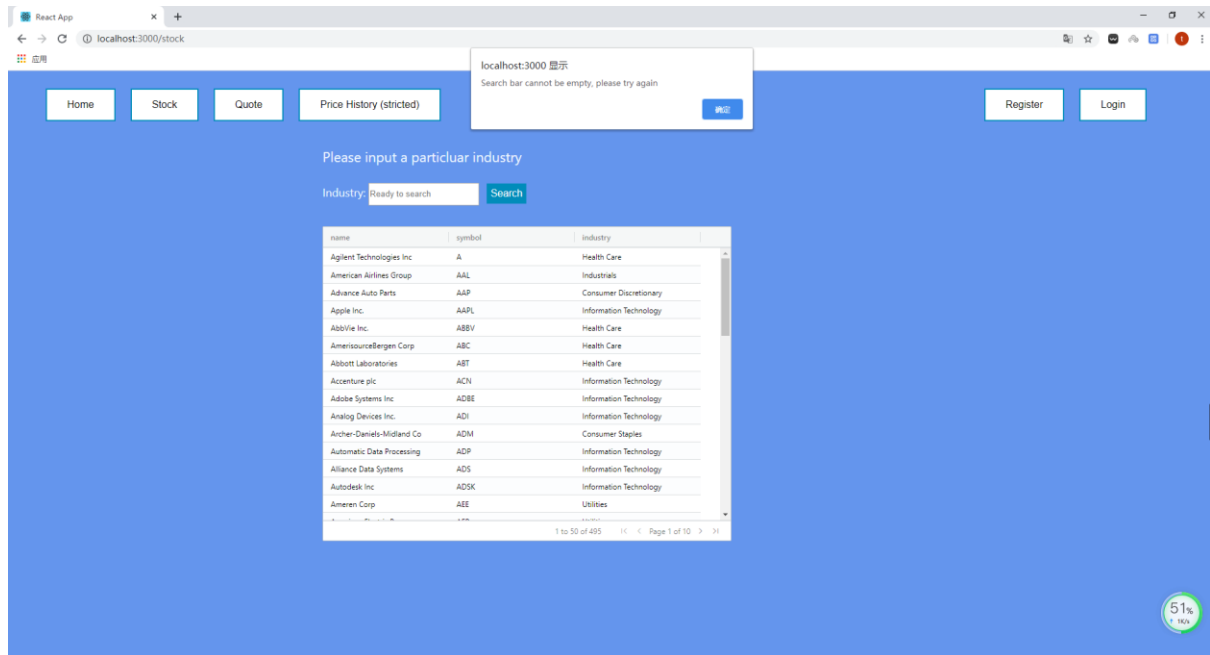 React App
localhost:3000/stock
应用
localhost:3000 显示
Search bar cannot be empty, please try again
确定
Home Stock Quote Price History (stricted) Register Login
Please input a particluar industry
Industry: Ready to search Search
name symbol industry
Agilent Technologies Inc A Health Care
American Airlines Group AAL Industrials
Advance Auto Parts AAP Consumer Discretionary
Apple Inc. AAPL Information Technology
AbbVie Inc. ABBV Health Care
AmerisourceBergen Corp ABC Health Care
Abbott Laboratories ABT Health Care
Accenture plc ACN Information Technology
Adobe Systems Inc ADBE Information Technology
Analog Devices Inc. ADI Information Technology
Archer-Daniels-Midland Co ADM Consumer Staples
Automatic Data Processing ADP Information Technology
Alliance Data Systems ADS Information Technology
Autodesk Inc ADSK Information Technology
Ameren Corp AEE Utilities
1 to 50 of 495 Page 1 of 10
51%
↑ 1K/s